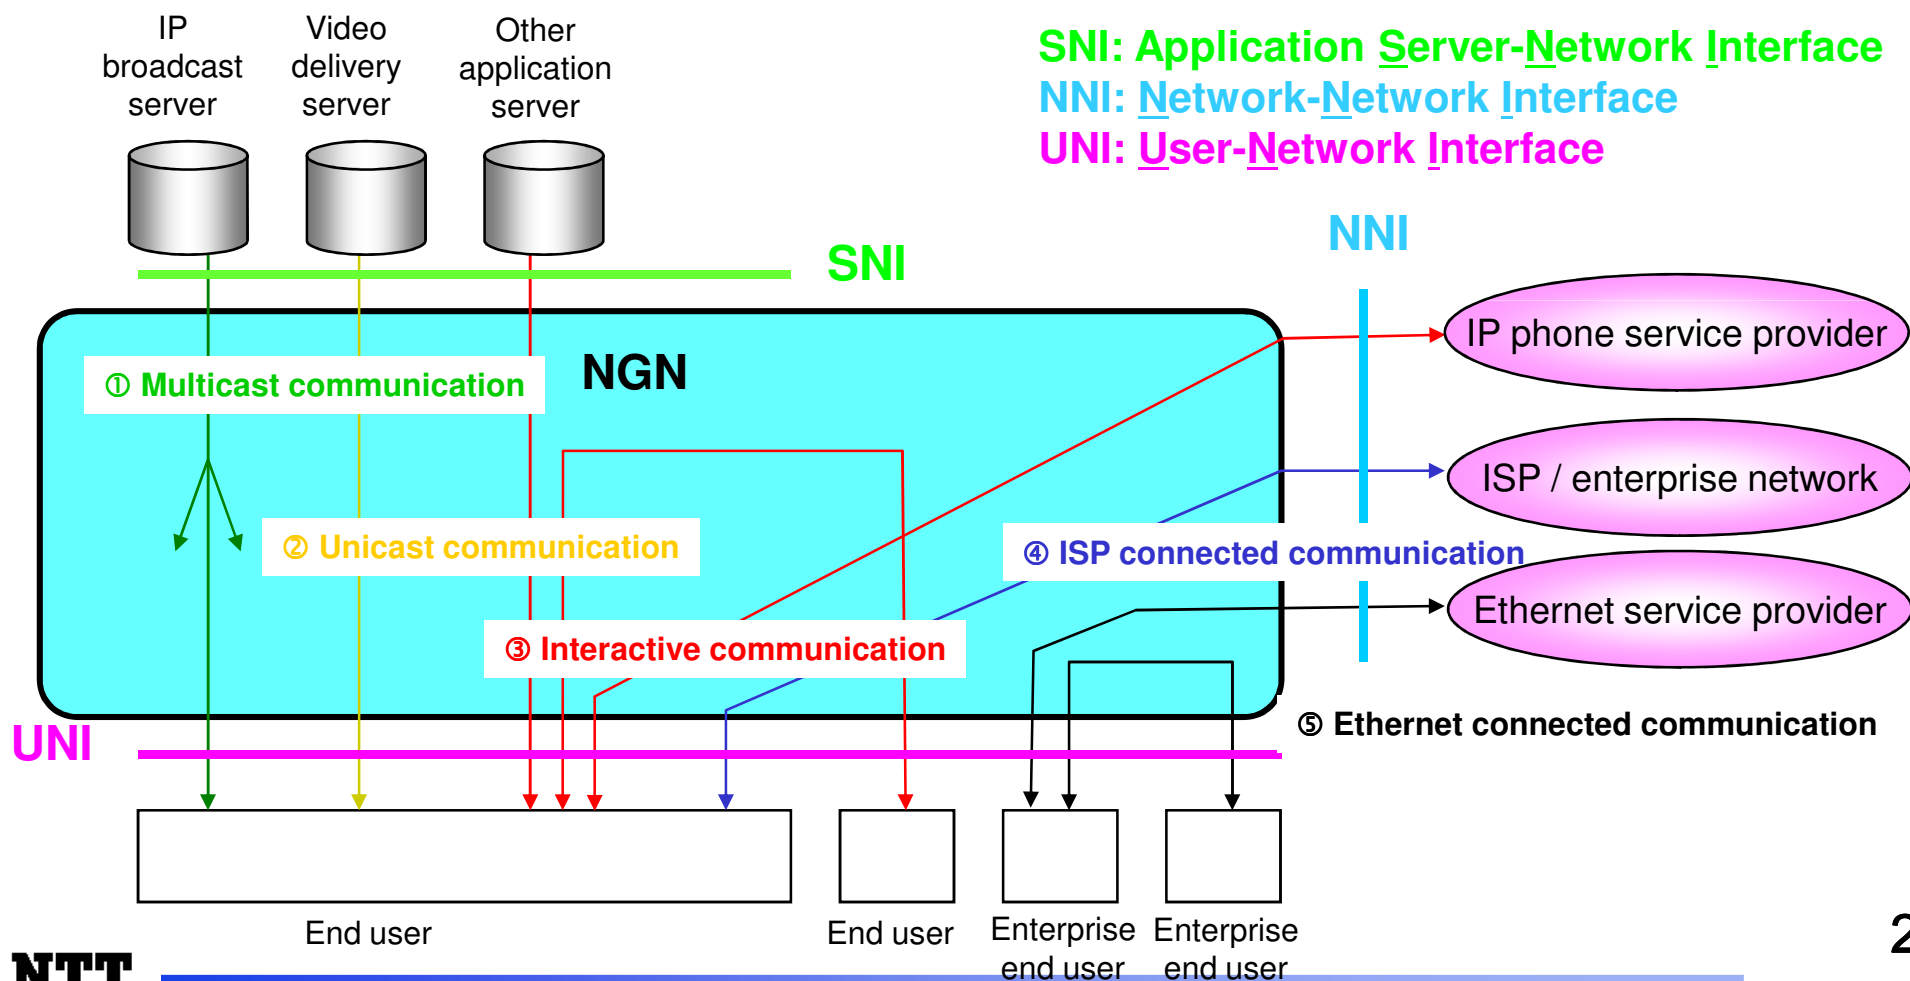 IP
broadcast
server
Video
delivery
server
Other
application
server
SNI: Application Server-Network Interface
NNI: Network-Network Interface
UNI: User-Network Interface
NNI
SNI
IP phone service provider
NGN
① Multicast communication
ISP / enterprise network
② Unicast communication
④ ISP connected communication
Ethernet service provider
③ Interactive communication
⑤ Ethernet connected communication
UNI
End user
End user
Enterprise
end user
Enterprise
end user
2
NTT